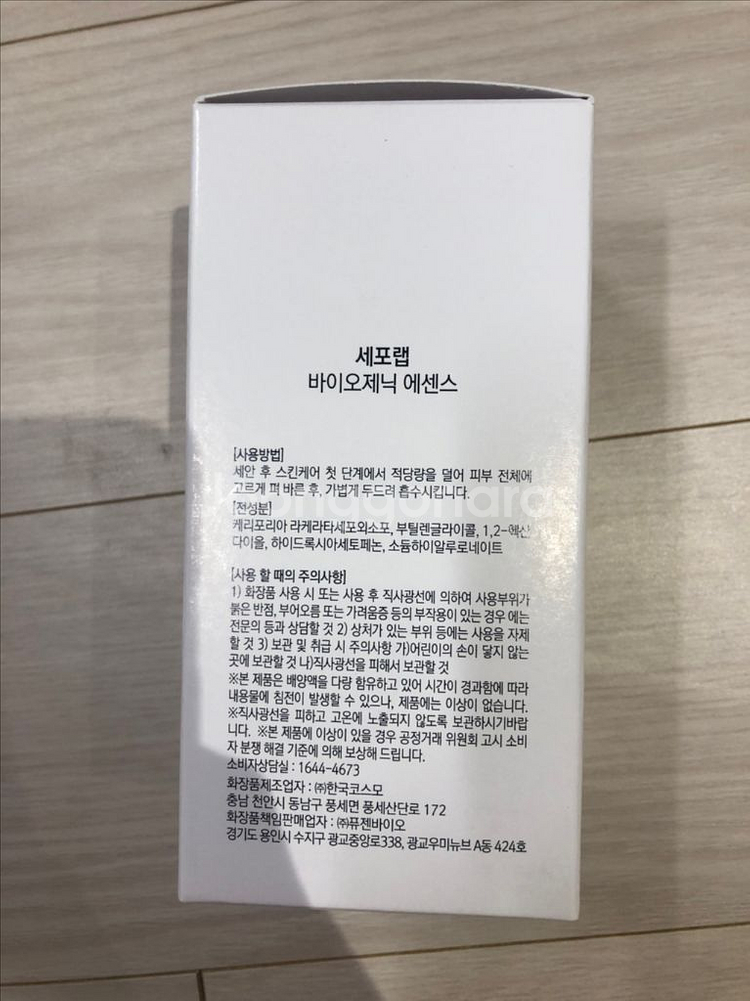 세포랩
바이오제닉 에센스
[사용방법]
세안 후 스킨케어 첫 단계에서 적당량을 덜어 피부 전체에
고르게 펴 바른 후, 가볍게 두드려 흡수시킵니다.
[전성분]
케리포리아 라케라타세포외소포, 부틸렌글라이콜, 1,2-헥산
다이올, 하이드록시아세토페논, 소듐하이알루로네이트
[사용 할 때의 주의사항]
1) 화장품 사용 시 또는 사용 후 직사광선에 의하여 사용부위가
붉은 반점, 부어오름 또는 가려움증 등의 부작용이 있는 경우 에는
전문의 등과 상담할 것 2) 상처가 있는 부위 등에는 사용을 자제
할 것 3) 보관 및 취급 시 주의사항 가)어린이의 손이 닿지 않는
곳에 보관할 것 나)직사광선을 피해서 보관할 것
※본 제품은 배양액을 다량 함유하고 있어 시간이 경과함에 따라
내용물에 침전이 발생할 수 있으나, 제품에는 이상이 없습니다.
※직사광선을 피하고 고온에 노출되지 않도록 보관하시기바랍
니다. ※본 제품에 이상이 있을 경우 공정거래 위원회 고시 소비
자 분쟁 해결 기준에 의해 보상해 드립니다.
소비자상담실 : 1644-4673
화장품제조업자 : ㈜한국코스모
충남 천안시 동남구 풍세면 풍세산단로 172
화장품책임판매업자 : ㈜퓨젠바이오
경기도 용인시 수지구 광교중앙로338, 광교우미뉴브 A동 424호